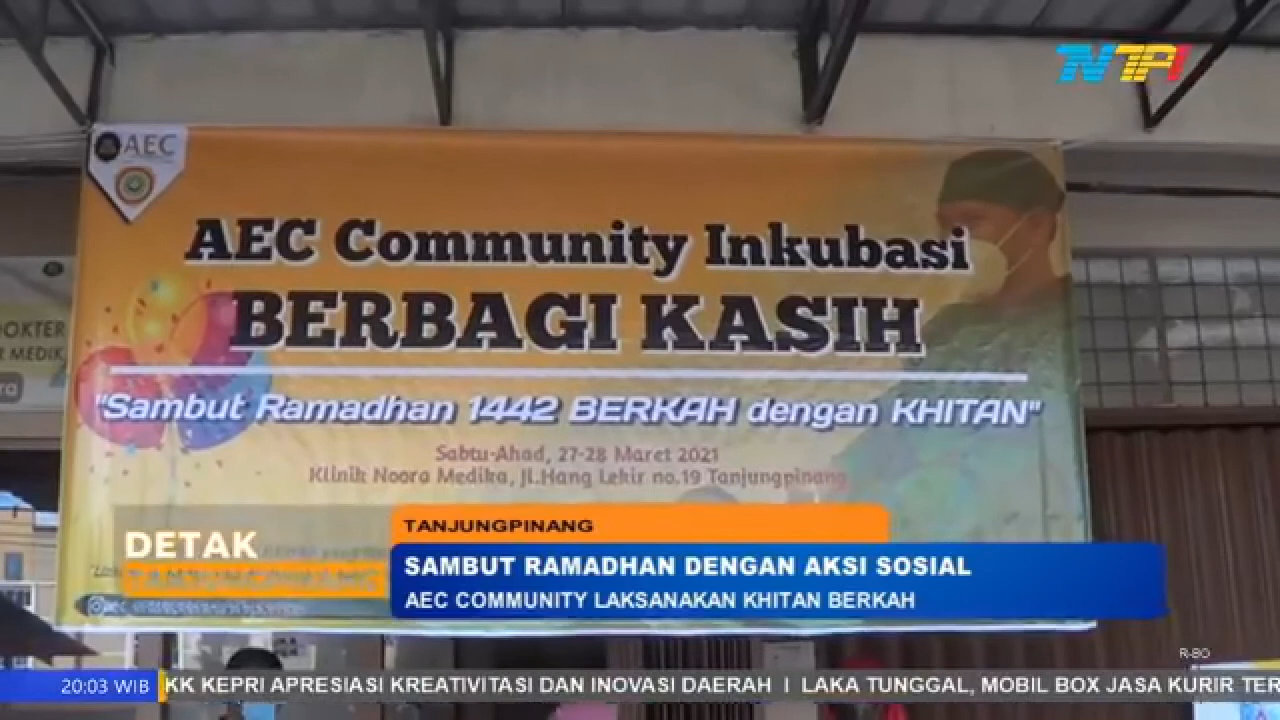 TVTPI
AEC
AEC Community Inkubasi
BERBAGI KASIH
"Sambut Ramadhan 1442 BERKAH dengan KHITAN"
Sabtu-Ahad, 27-28 Maret 2021
Klinik Noora Medika, Jl.Hang Lekir no.19 Tanjungpinang
DOKTER
MEDIK
DETAK
TANJUNGPINANG
SAMBUT RAMADHAN DENGAN AKSI SOSIAL
AEC COMMUNITY LAKSANAKAN KHITAN BERKAH
R-BO
20:03 WIB
KK KEPRI APRESIASI KREATIVITASI DAN INOVASI DAERAH I LAKA TUNGGAL, MOBIL BOX JASA KURIR TER